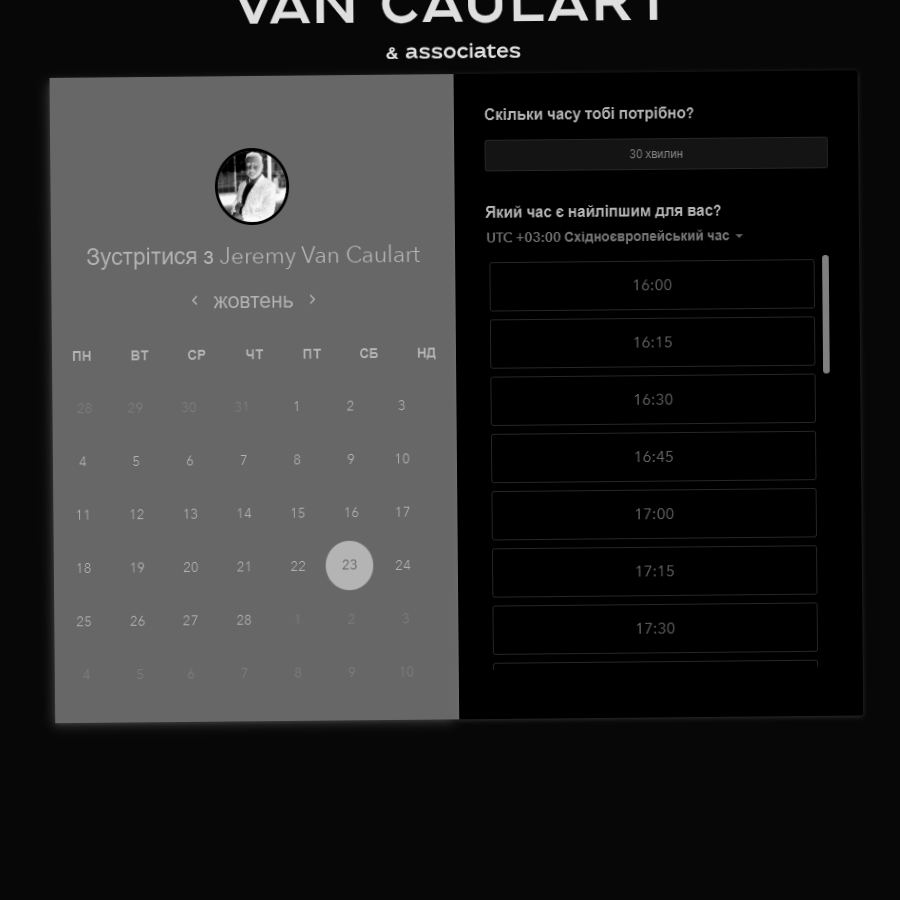 VAN CAULART
& associates
Зустрітися з Jeremy Van Caulart
жовтень
ПН ВТ СР ЧТ ПТ СБ НД
28 29 30 31 1 2 3
4 5 6 7 8 9 10
11 12 13 14 15 16 17
18 19 20 21 22 23 24
25 26 27 28 1 2 3
4 5 6 7 8 9 10
Скільки часу тобі потрібно?
30 хвилин
Який час є найліпшим для вас?
UTC +03:00 Східноєвропейський час
16:00
16:15
16:30
16:45
17:00
17:15
17:30